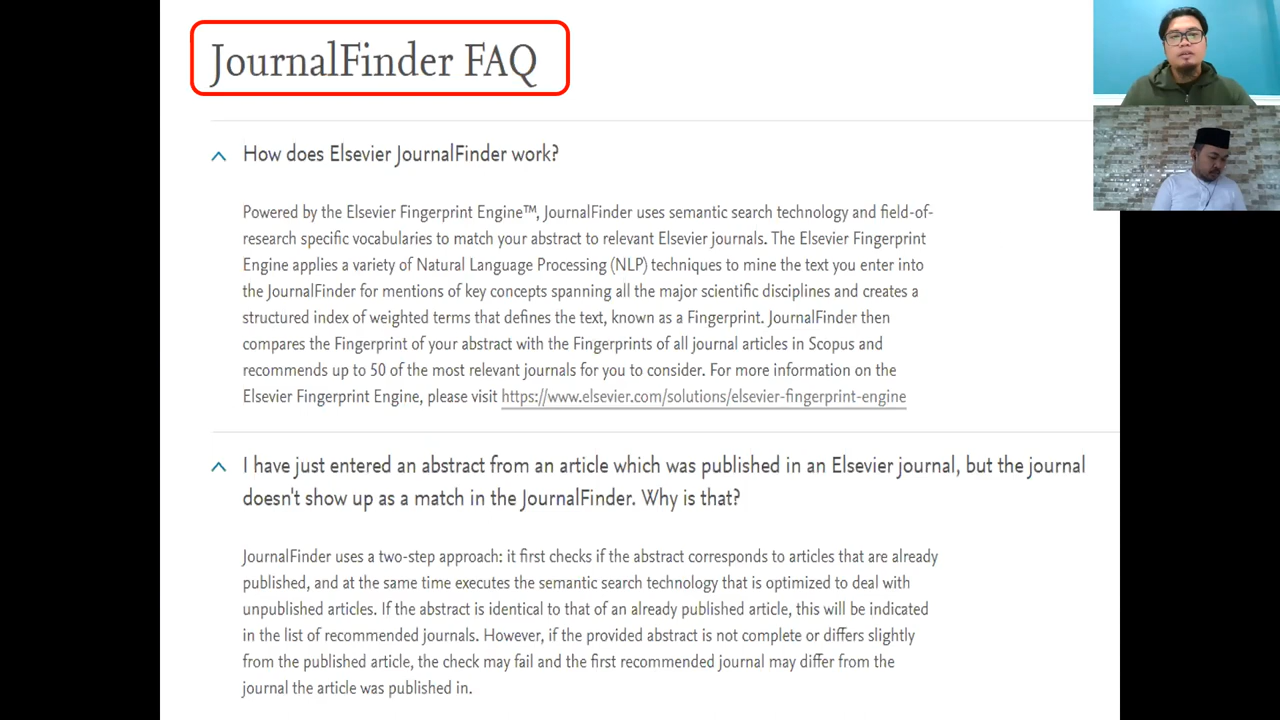 JournalFinder FAQ
How does Elsevier JournalFinder work?
Powered by the Elsevier Fingerprint Engine™, JournalFinder uses semantic search technology and field-of-
research specific vocabularies to match your abstract to relevant Elsevier journals. The Elsevier Fingerprint
Engine applies a variety of Natural Language Processing (NLP) techniques to mine the text you enter into
the JournalFinder for mentions of key concepts spanning all the major scientific disciplines and creates a
structured index of weighted terms that defines the text, known as a Fingerprint. JournalFinder then
compares the Fingerprint of your abstract with the Fingerprints of all journal articles in Scopus and
recommends up to 50 of the most relevant journals for you to consider. For more information on the
Elsevier Fingerprint Engine, please visit https://www.elsevier.com/solutions/elsevier-fingerprint-engine
I have just entered an abstract from an article which was published in an Elsevier journal, but the journal
doesn't show up as a match in the JournalFinder. Why is that?
JournalFinder uses a two-step approach: it first checks if the abstract corresponds to articles that are already
published, and at the same time executes the semantic search technology that is optimized to deal with
unpublished articles. If the abstract is identical to that of an already published article, this will be indicated
in the list of recommended journals. However, if the provided abstract is not complete or differs slightly
from the published article, the check may fail and the first recommended journal may differ from the
journal the article was published in.